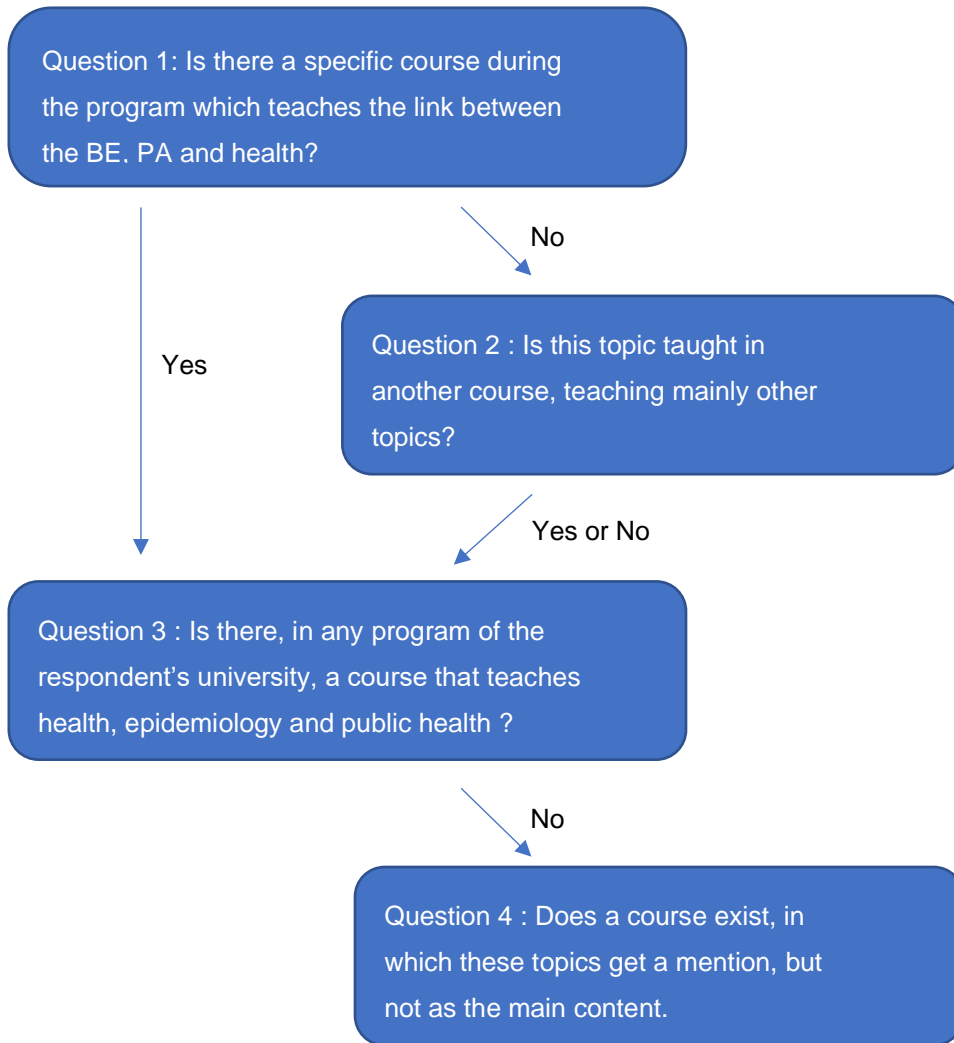 Question 1: Is there a specific course during
the program which teaches the link between
the BE, PA and health?
No
Yes
Question 2 : Is this topic taught in
another course, teaching mainly other
topics?
Yes or No
Question 3 : Is there, in any program of the
respondent’s university, a course that teaches
health, epidemiology and public health ?
No
Question 4 : Does a course exist, in
which these topics get a mention, but
not as the main content.